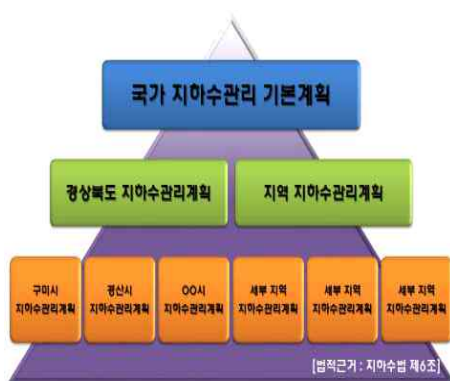 국가 지하수관리 기본계획
경상북도 지하수관리계획
지역 지하수관리계획
구미시
지하수관리계획
경산시
지하수관리계획
OO시
지하수관리계획
세부 지역
지하수관리계획
세부 지역
지하수관리계획
세부 지역
지하수관리계획
[법적근거 : 지하수법 제6조]